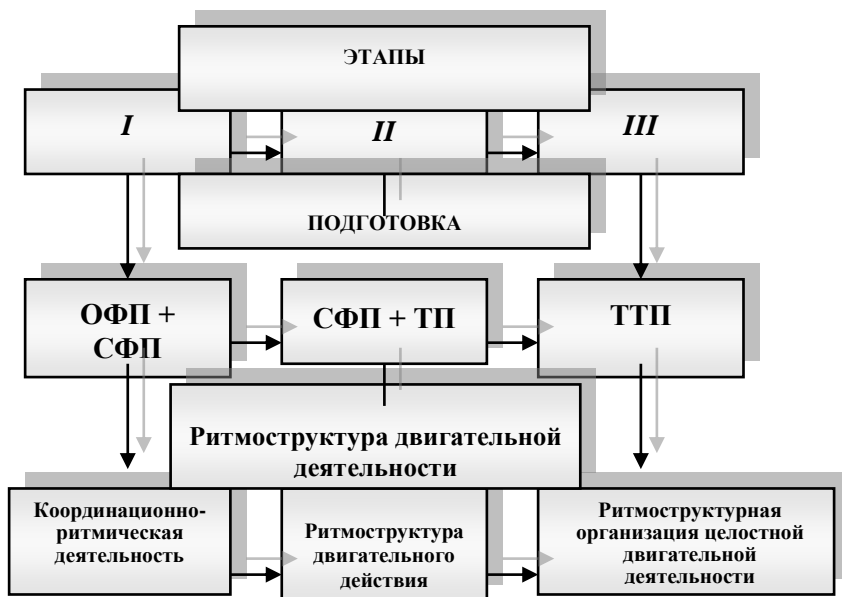 ЭТАПЫ
I
II
III
ПОДГОТОВКА
ОФП +
СФП
СФП + ТП
ТТП
Ритмоструктура двигательной
деятельности
Координационно-
ритмическая
деятельность
Ритмоструктура
двигательного
действия
Ритмоструктурная
организация целостной
двигательной
деятельности